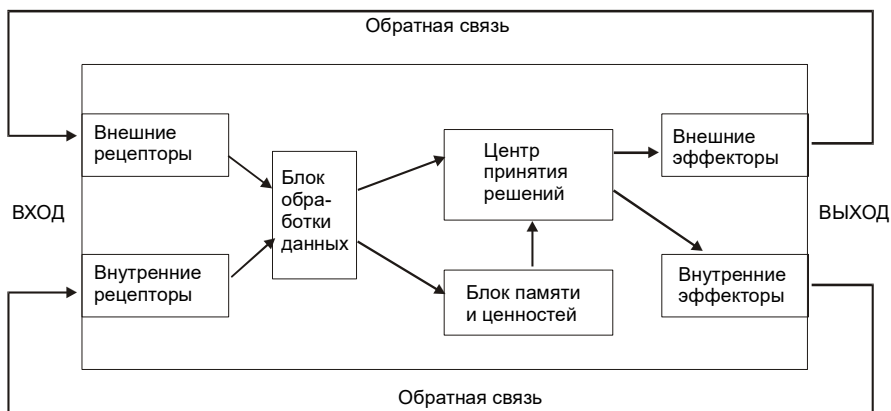 Обратная связь
Внешние
рецепторы
Блок
обра-
ботки
данных
Центр
принятия
решений
Внешние
эффекторы
ВХОД
ВЫХОД
Внутренние
рецепторы
Блок памяти
и ценностей
Внутренние
эффекторы
Обратная связь